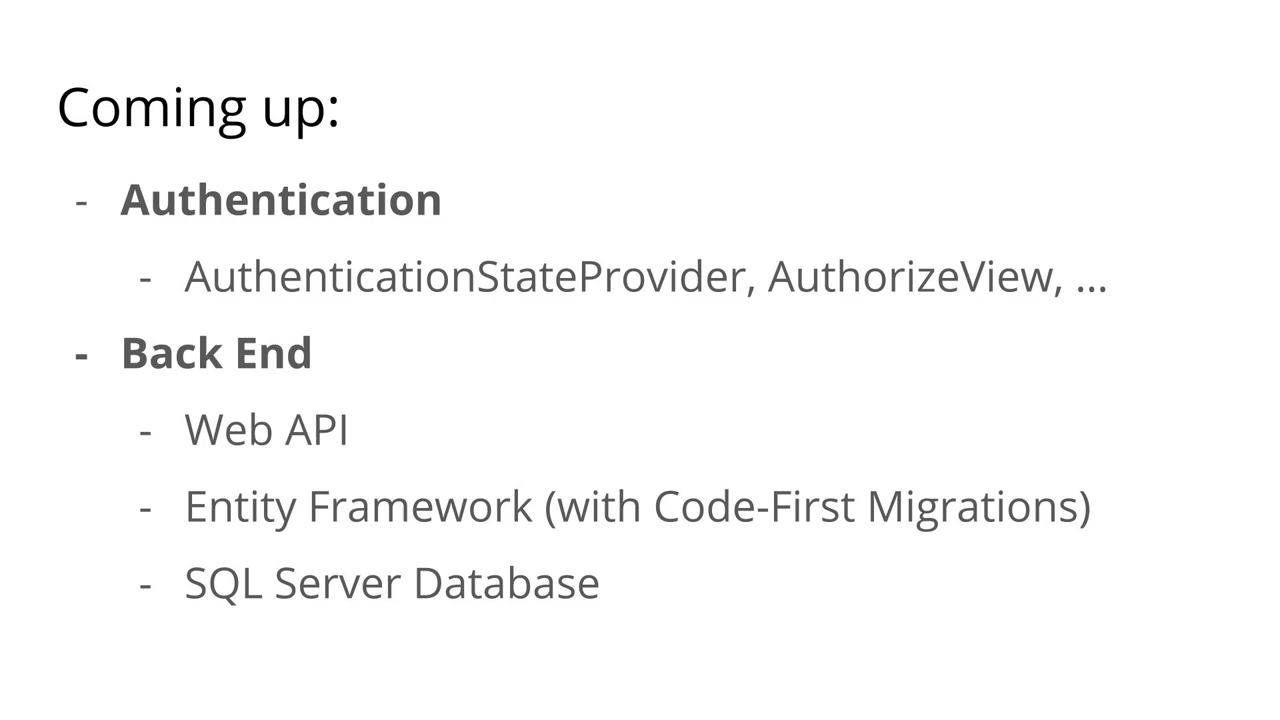 Coming up:
- Authentication
- AuthenticationStateProvider, AuthorizeView, ...
- Back End
- Web API
- Entity Framework (with Code-First Migrations)
- SQL Server Database